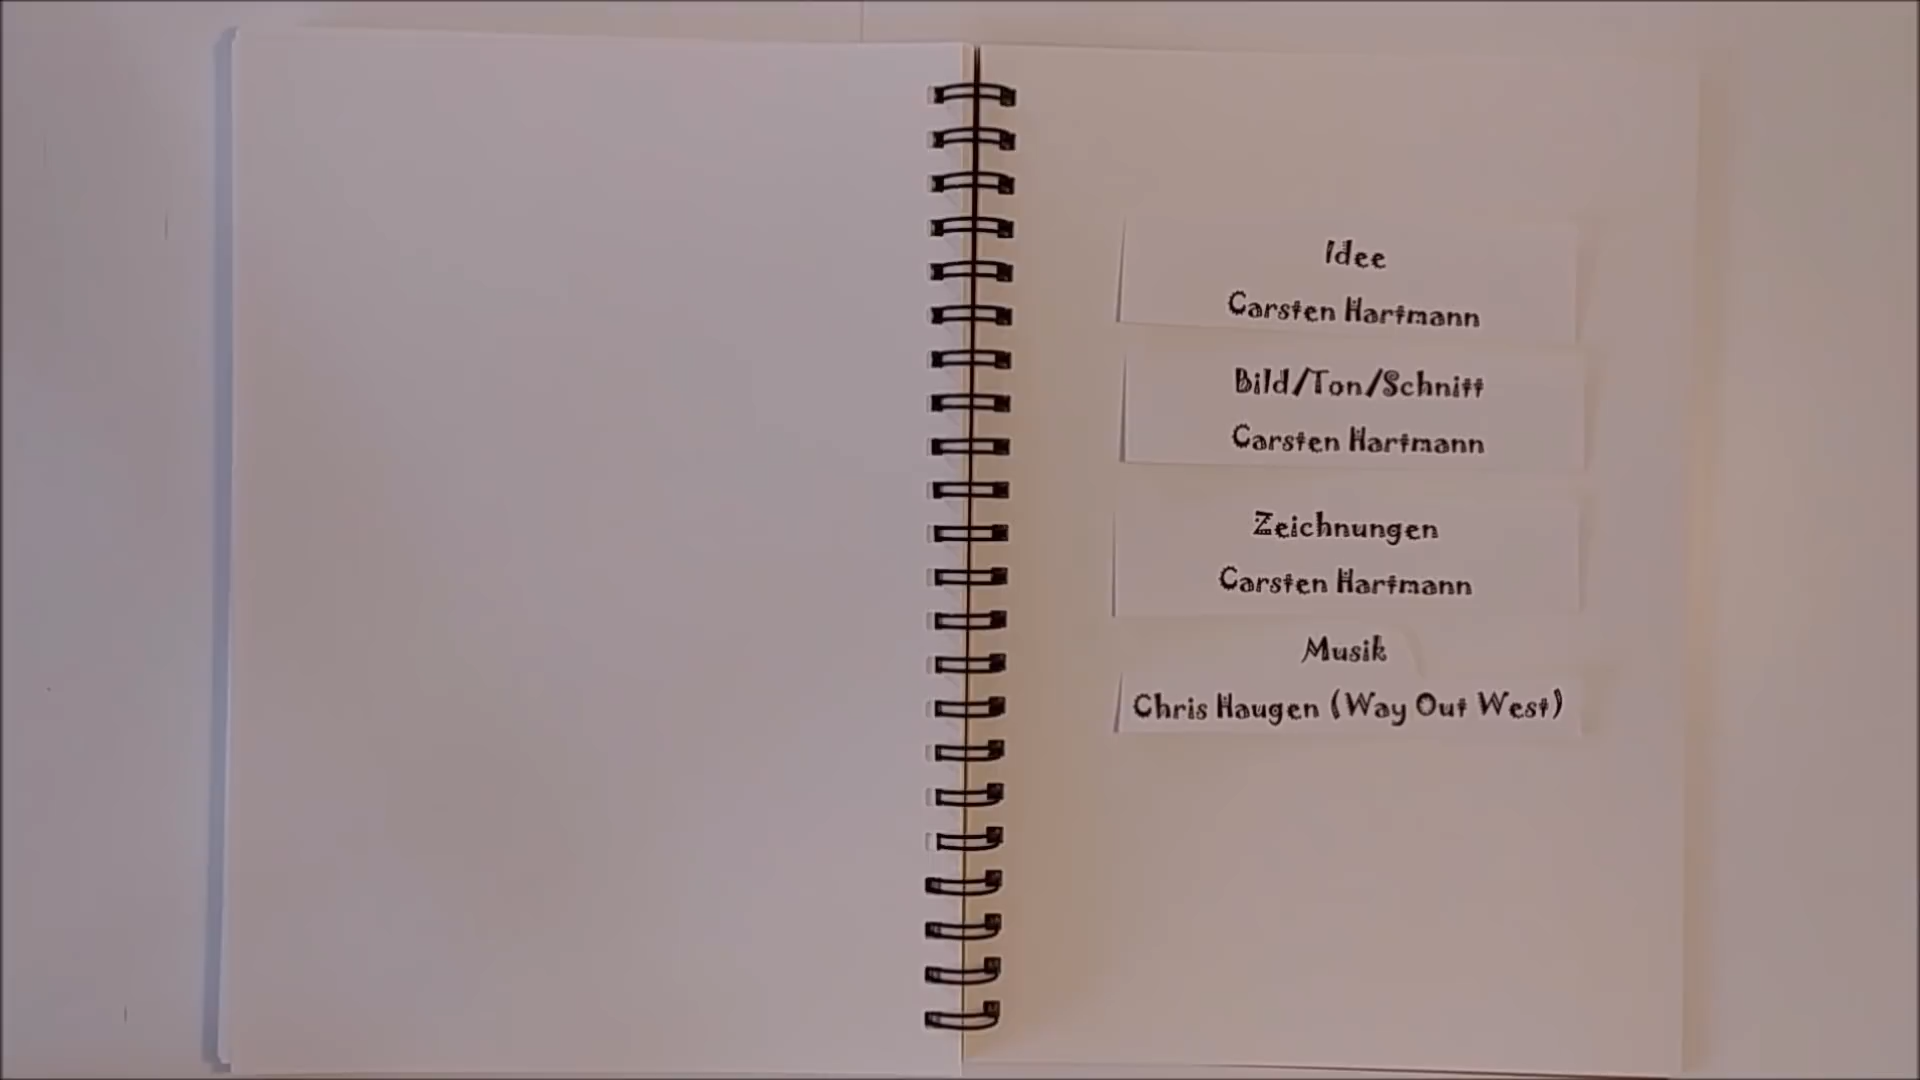 Idee
Carsten Hartmann
Bild/Ton/Schnitt
Carsten Hartmann
Zeichnungen
Carsten Hartmann
Musik
Chris Haugen (Way Out West)